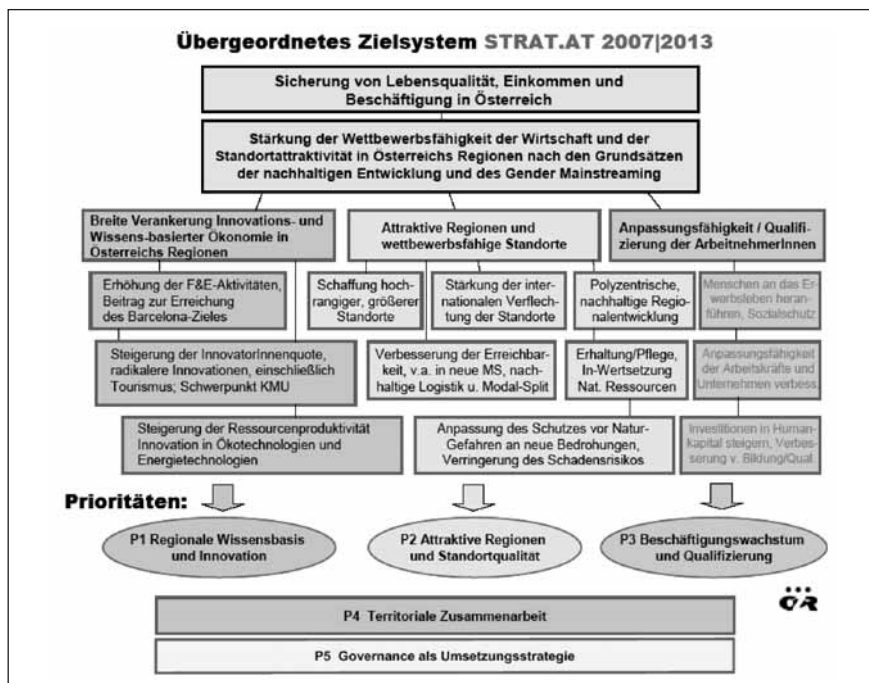 Übergeordnetes Zielsystem STRAT.AT 2007|2013
Sicherung von Lebensqualität, Einkommen und
Beschäftigung in Österreich
Stärkung der Wettbewerbsfähigkeit der Wirtschaft und der
Standortattraktivität in Österreichs Regionen nach den Grundsätzen
der nachhaltigen Entwicklung und des Gender Mainstreaming
Breite Verankerung Innovations- und
Wissens-basierter Ökonomie in
Österreichs Regionen
Attraktive Regionen und
wettbewerbsfähige Standorte
Anpassungsfähigkeit / Qualifi-
zierung der ArbeitnehmerInnen
Erhöhung der F&E-Aktivitäten,
Beitrag zur Erreichung
des Barcelona-Zieles
Schaffung hoch-
rangiger, größerer
Standorte
Stärkung der inter-
nationalen Verflech-
tung der Standorte
Polyzentrische,
nachhaltige Regio-
nalentwicklung
Menschen an das Er-
werbsleben heran-
führen, Sozialschutz
Steigerung der InnovatorInnenquote,
radikalere Innovationen, einschließlich
Tourismus; Schwerpunkt KMU
Verbesserung der Erreichbar-
keit, v.a. in neue MS, nach-
haltige Logistik u. Modal-Split
Erhaltung/Pflege,
In-Wertsetzung
Nat. Ressourcen
Anpassungsfähigkeit
der Arbeitskräfte und
Unternehmen verbess.
Steigerung der Ressourcenproduktivität
Innovation in Ökotechnologien und
Energietechnologien
Anpassung des Schutzes vor Natur-
Gefahren an neue Bedrohungen,
Verringerung des Schadensrisikos
Investitionen in Human-
kapital steigern, Verbes-
serung v. Bildung/Qual.
Prioritäten:
P1 Regionale Wissensbasis
und Innovation
P2 Attraktive Regionen
und Standortqualität
P3 Beschäftigungswachstum
und Qualifizierung
P4 Territoriale Zusammenarbeit
P5 Governance als Umsetzungsstrategie